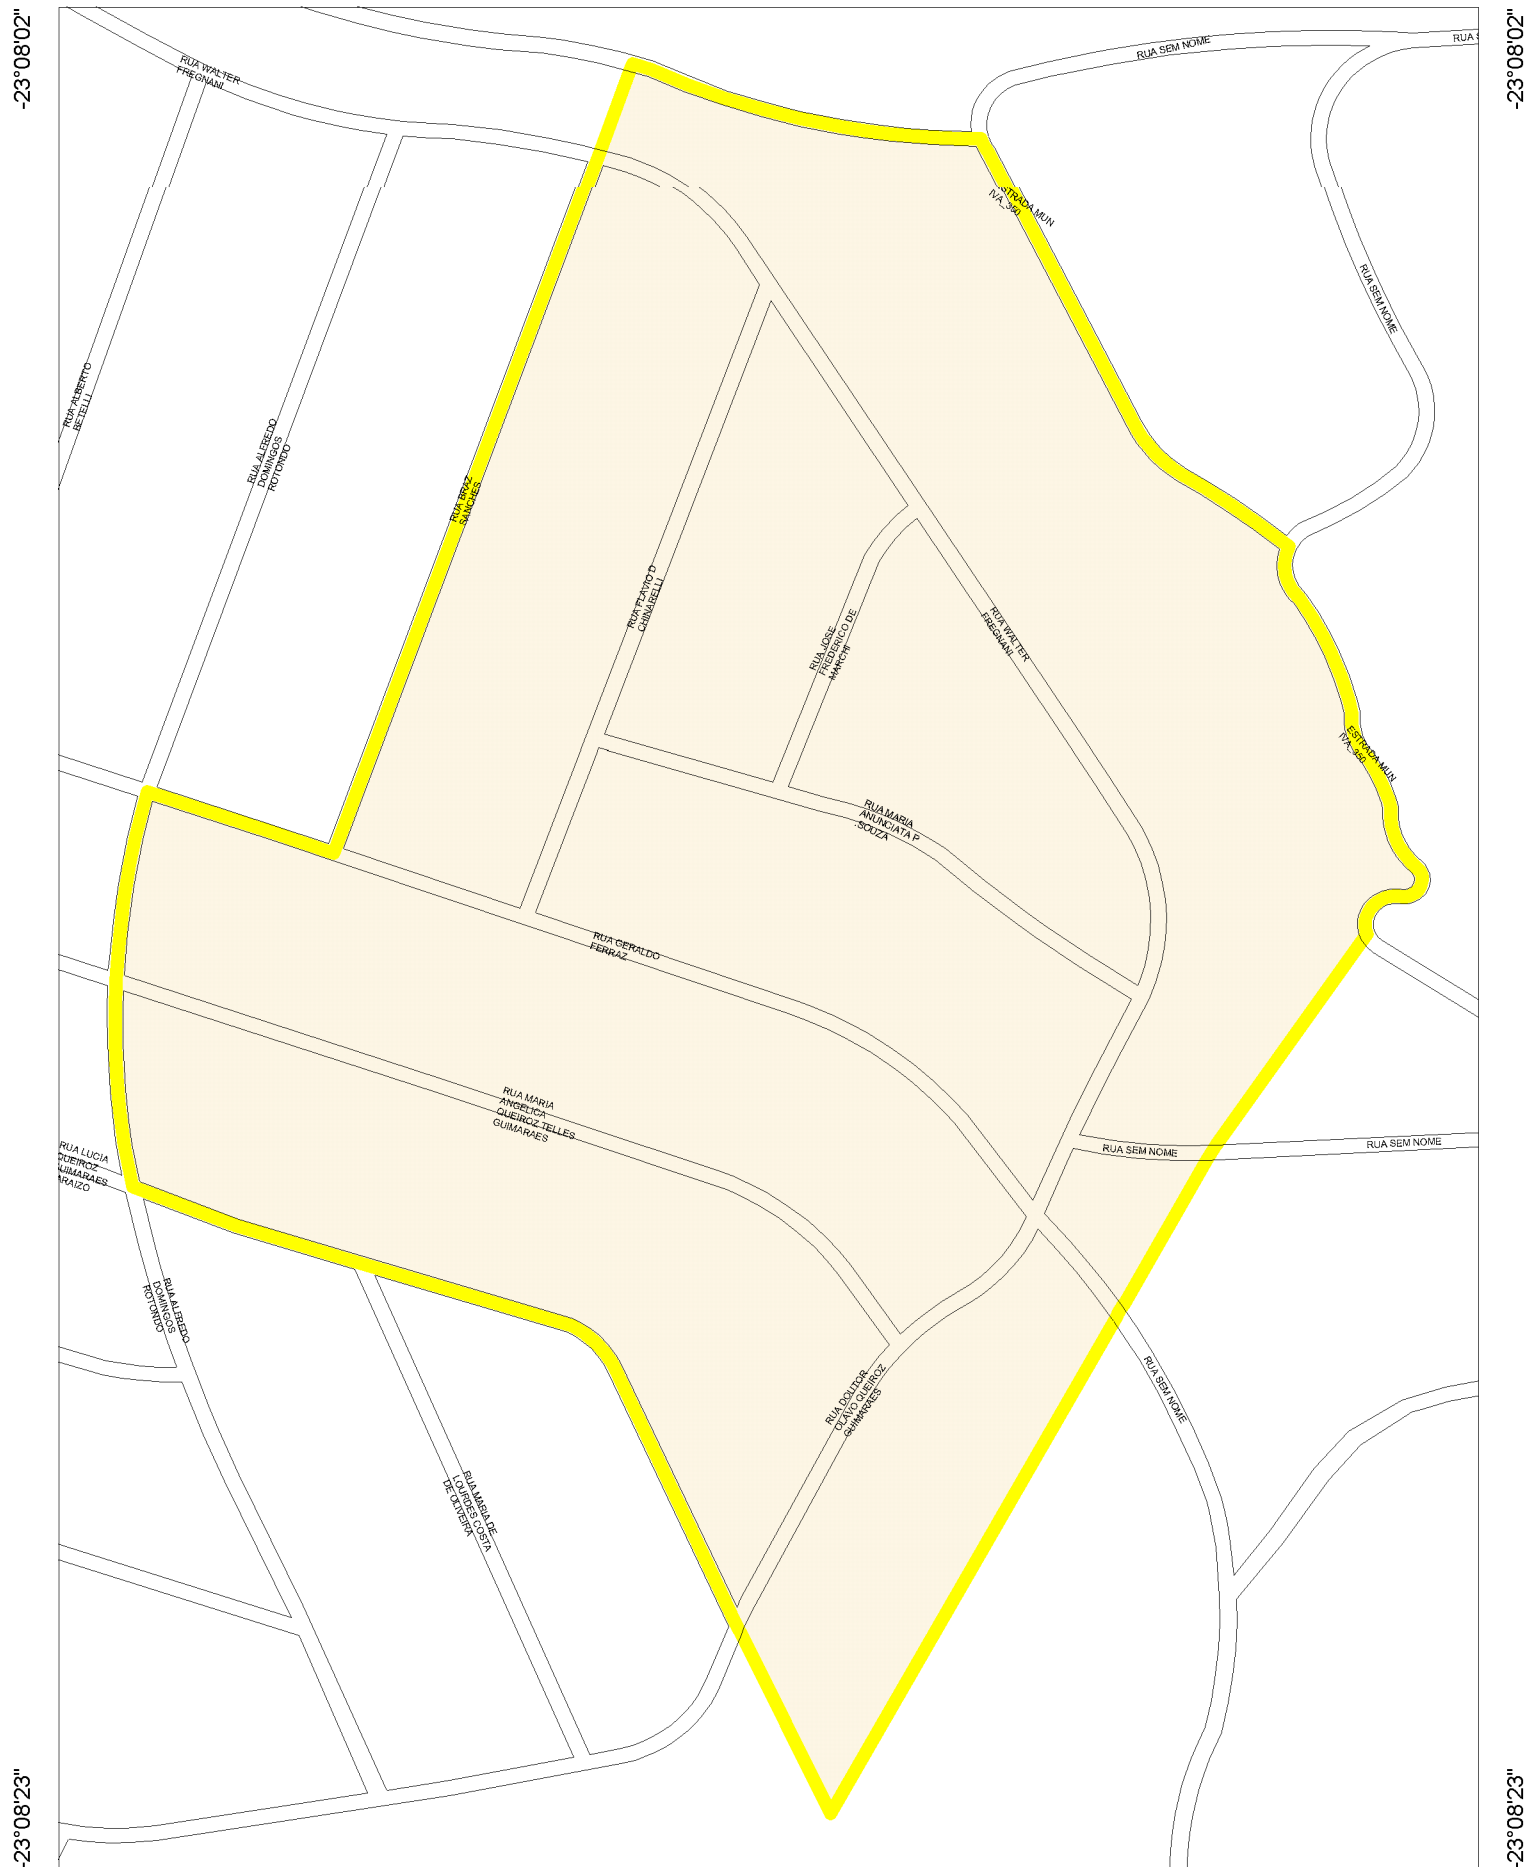 -23°08'02"
-23°08'02"
RUA SEM NOME
RUA S
RUA WALTER
FREGNANI
STRADA MUN
IVA_350
RUA SEM NOME
RUA ALBERTO
BETELLI
RUA ALFREDO
DOMINGOS
ROTONDO
RUA BRAZ
SANCHES
RUA FLAVIO D
CHINARELLI
RUA JOSE
FREDERICO DE
MARCHI
RUA WALTER
FREGNANI
ESTRADA MUN
IVA_350
RUA MARIA
ANUNCIATA P
SOUZA
RUA GERALDO
FERRAZ
RUA MARIA
ANGELICA
QUEIROZ TELLES
GUIMARAES
RUA SEM NOME
RUA SEM NOME
RUA LUCIA
QUEIROZ
UIMARAES
ARAIZO
RUA ALFREDO
DOMINGOS
ROTONDO
RUA DOUTOR
OLAVO QUEIROZ
GUIMARAES
RUA SEM NOME
RUA MARIA DE
LOURDES COSTA
DE OLIVEIRA
-23°08'23"
-23°08'23"